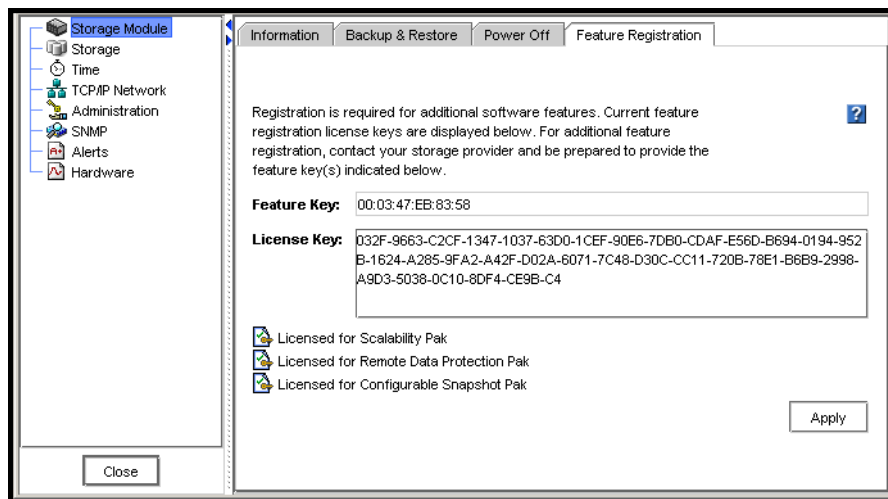 Storage Module
Storage
Time
TCP/IP Network
Administration
SNMP
Alerts
Hardware
Close
Information
Backup & Restore
Power Off
Feature Registration
Registration is required for additional software features. Current feature
registration license keys are displayed below. For additional feature
registration, contact your storage provider and be prepared to provide the
feature key(s) indicated below.
?
Feature Key: 00:03:47:EB:83:58
License Key: 032F-9663-C2CF-1347-1037-63D0-1CEF-90E6-7DB0-CDAF-E56D-B694-0194-952
B-1624-A285-9FA2-A42F-D02A-6071-7C48-D30C-CC11-720B-78E1-B6B9-2998-
A9D3-5038-0C10-8DF4-CE9B-C4
Licensed for Scalability Pak
Licensed for Remote Data Protection Pak
Licensed for Configurable Snapshot Pak
Apply